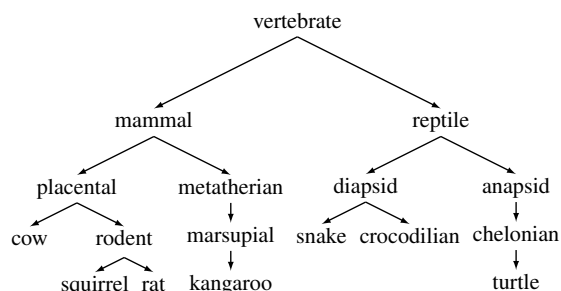 vertebrate
mammal reptile
placental metatherian diapsid anapsid
cow rodent marsupial snake crocodilian chelonian
squirrel rat kangaroo turtle